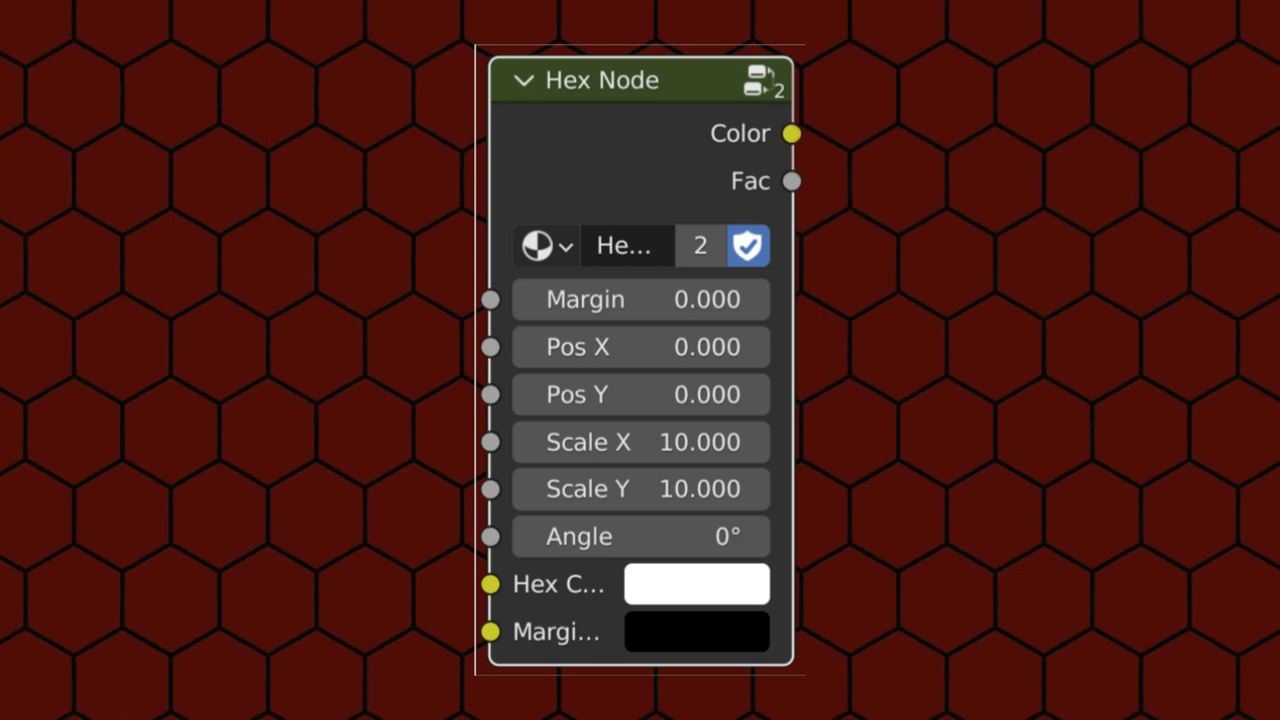 Hex Node 2
Color
Fac
He... 2
Margin 0.000
Pos X 0.000
Pos Y 0.000
Scale X 10.000
Scale Y 10.000
Angle 0°
Hex C...
Margi...